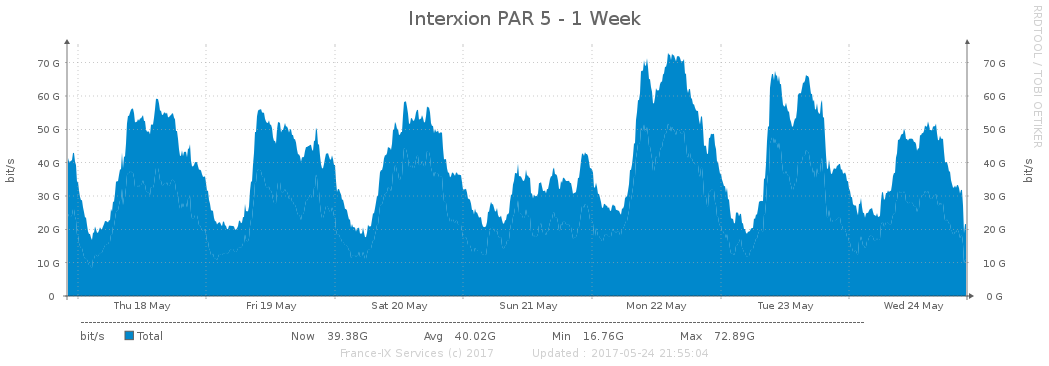 Interxion PAR 5 - 1 Week
RRDTOOL / TOBI OETIKER
70 G 70 G
60 G 60 G
50 G 50 G
40 G 40 G
30 G 30 G
20 G 20 G
10 G 10 G
0 0 G
bit/s bit/s
Thu 18 May Fri 19 May Sat 20 May Sun 21 May Mon 22 May Tue 23 May Wed 24 May
bit/s Total Now 39.38G Avg 40.02G Min 16.76G Max 72.89G
France-IX Services (c) 2017 Updated : 2017-05-24 21:55:04